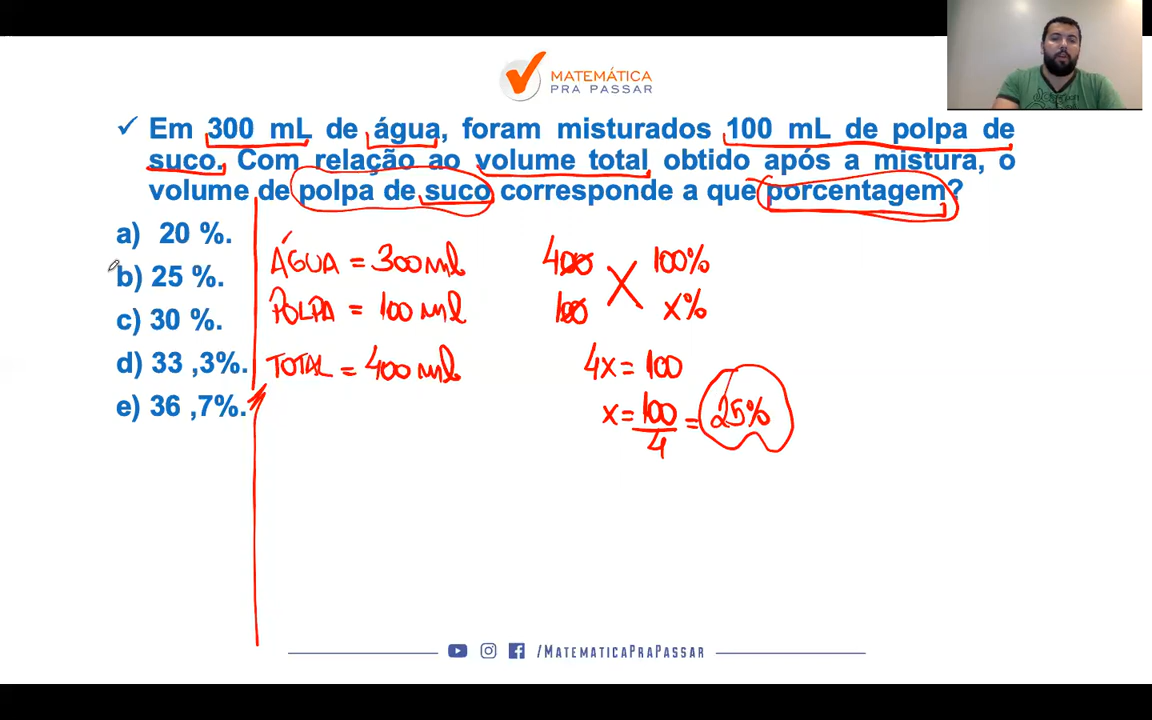 MATEMÁTICA
PRA PASSAR
✓ Em 300 mL de água, foram misturados 100 mL de polpa de
suco. Com relação ao volume total obtido após a mistura, o
volume de polpa de suco corresponde a que porcentagem?
a) 20 %.
b) 25 %.
c) 30 %.
d) 33 ,3%.
e) 36 ,7%.
ÁGUA = 300 ml
POLPA = 100 ml
TOTAL = 400 ml
400 100%
100 x%
4x = 100
x = 100/4 = 25%
/MATEMATICAPRAPASSAR